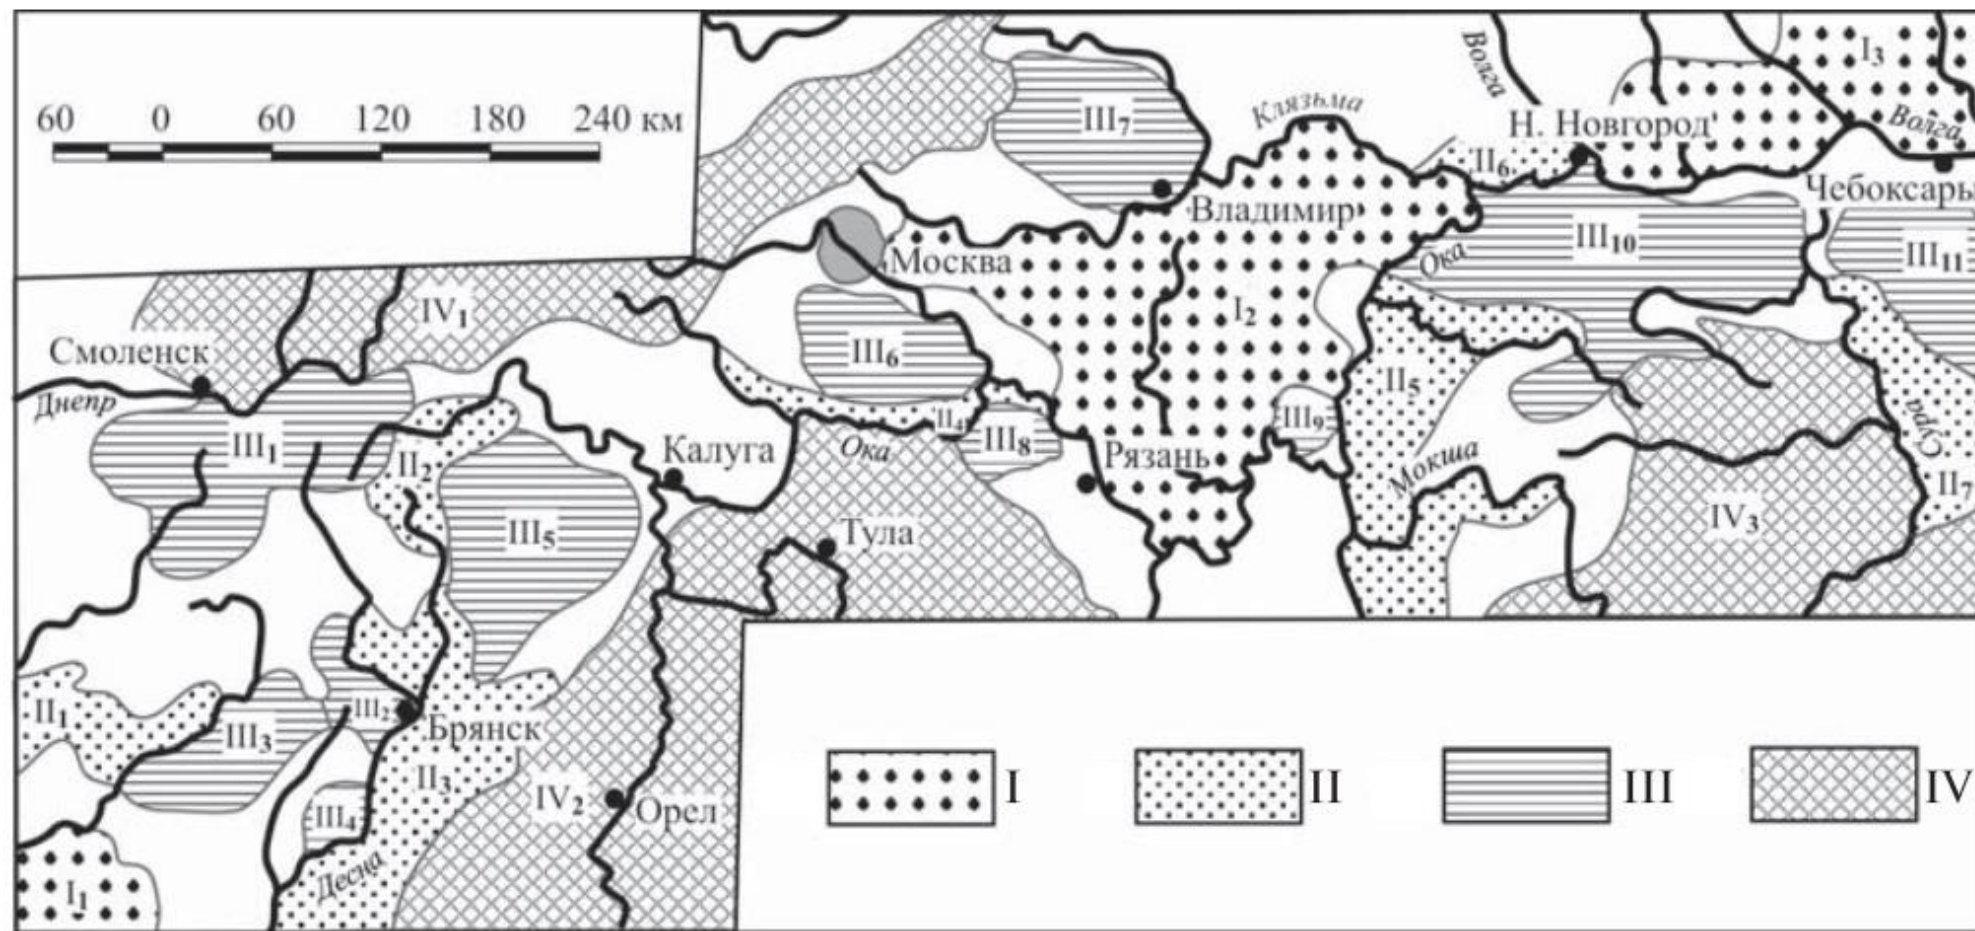 60 0 60 120 180 240 км
Волга
Клязьма
Н. Новгород
Волга
Чебоксары
Владимир
Москва
Ока
Смоленск
Днепр
Калуга
Ока
Рязань
Мокша
Сура
Тула
Брянск
Орел
Десна
I₃
III₇
II₆
III₁₀
III₁₁
IV₁
I₂
III₆
II₅
II₄
III₉
III₈
III₁
II₂
III₅
IV₃
II₇
II₁
III₂
III₃
II₃
IV₂
III₄
I₁
I II III IV